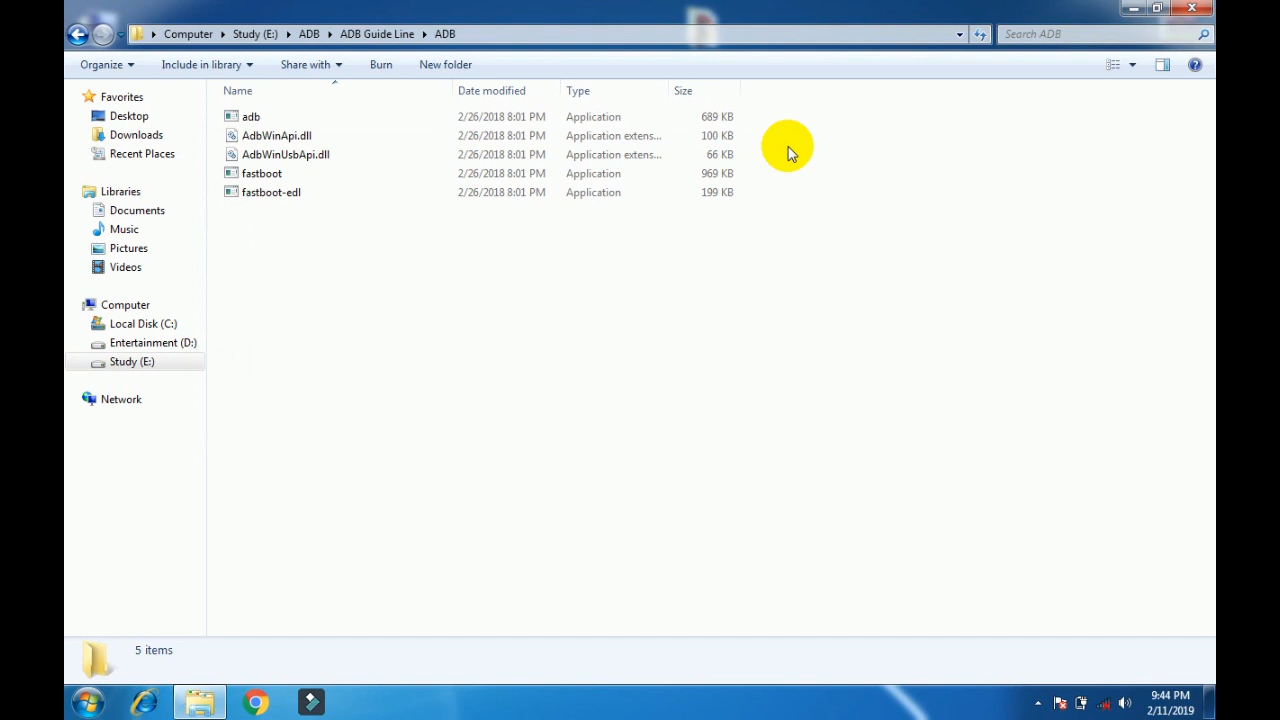 Computer Study (E:) ADB ADB Guide Line ADB Search ADB
Organize Include in library Share with Burn New folder
Name Date modified Type Size
adb 2/26/2018 8:01 PM Application 689 KB
AdbWinApi.dll 2/26/2018 8:01 PM Application extens... 100 KB
AdbWinUsbApi.dll 2/26/2018 8:01 PM Application extens... 66 KB
fastboot 2/26/2018 8:01 PM Application 969 KB
fastboot-edl 2/26/2018 8:01 PM Application 199 KB
Favorites
Desktop
Downloads
Recent Places
Libraries
Documents
Music
Pictures
Videos
Computer
Local Disk (C:)
Entertainment (D:)
Study (E:)
Network
5 items
9:44 PM
2/11/2019